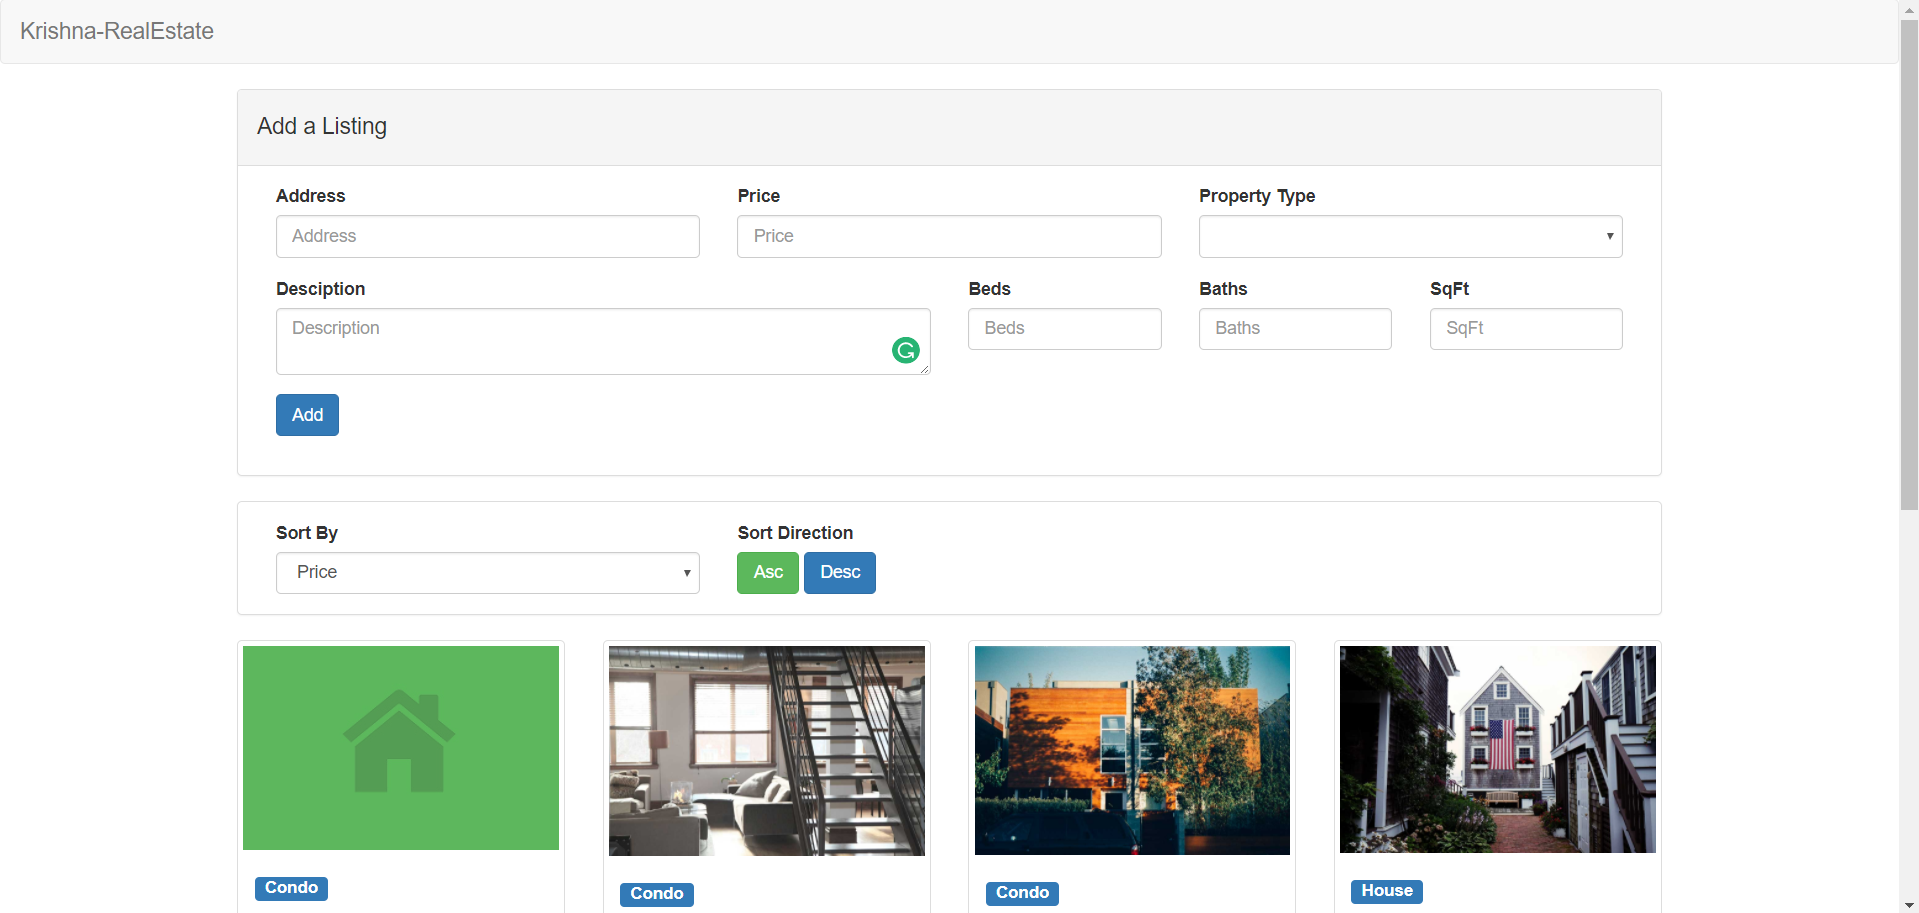 Krishna-RealEstate
Add a Listing
Address Price Property Type
Address Price
Desciption Beds Baths SqFt
Description Beds Baths SqFt
Add
Sort By Sort Direction
Price Asc Desc
Condo Condo Condo House